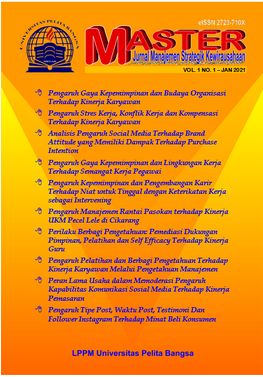 eISSN 2723-710X
UNIVERSITAS PELITA BANGSA
MASTER
Jurnal Manajemen Strategik Kewirausahaan
VOL. 1 NO. 1 - JAN 2021
Pengaruh Gaya Kepemimpinan dan Budaya Organisasi
Terhadap Kinerja Karyawan
Pengaruh Stres Kerja, Konflik Kerja dan Kompensasi
Terhadap Kinerja Karyawan
Analisis Pengaruh Social Media Terhadap Brand
Attitude yang Memiliki Dampak Terhadap Purchase
Intention
Pengaruh Gaya Kepemimpinan dan Lingkungan Kerja
Terhadap Semangat Kerja Pegawai
Pengaruh Kepemimpinan dan Pengembangan Karir
Terhadap Niat untuk Tinggal dengan Keterikatan Kerja
sebagai Intervening
Pengaruh Manajemen Rantai Pasokan terhadap Kinerja
UKM Pecel Lele di Cikarang
Perilaku Berbagi Pengetahuan: Pemediasi Dukungan
Pimpinan, Pelatihan dan Self Efficacy Terhadap Kinerja
Guru
Pengaruh Pelatihan dan Berbagi Pengetahuan Terhadap
Kinerja Karyawan Melalui Pengetahuan Manajemen
Peran Lama Usaha dalam Memoderasi Pengaruh
Kapabilitas Komunikasi Sosial Media Terhadap Kinerja
Pemasaran
Pengaruh Tipe Post, Waktu Post, Testimoni Dan
Follower Instagram Terhadap Minat Beli Konsumen
LPPM Universitas Pelita Bangsa